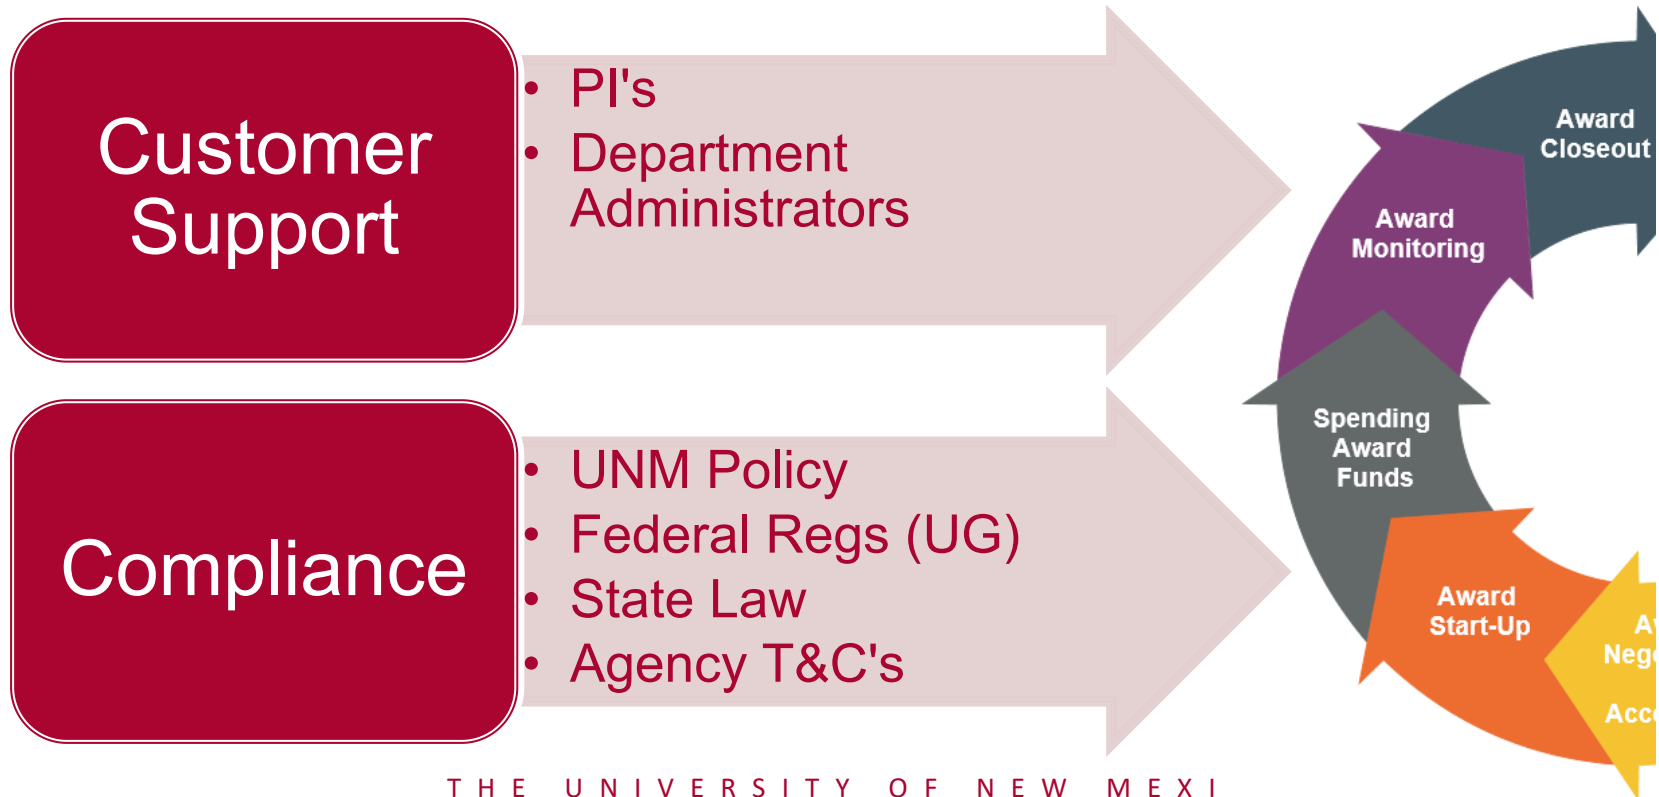 Customer
Support
• PI's
• Department
Administrators
Compliance
• UNM Policy
• Federal Regs (UG)
• State Law
• Agency T&C's
Award
Closeout
Award
Monitoring
Spending
Award
Funds
Award
Start-Up
THE UNIVERSITY OF NEW MEXI